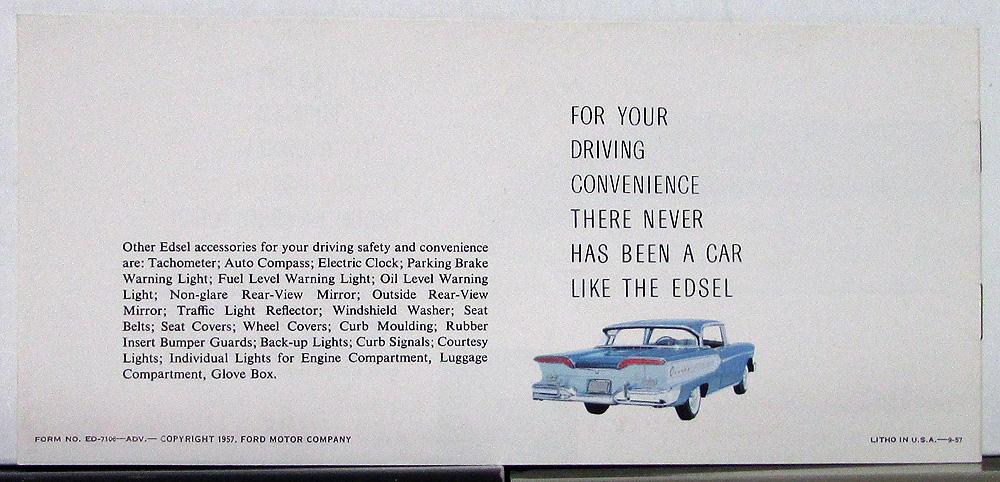 Other Edsel accessories for your driving safety and convenience
are: Tachometer; Auto Compass; Electric Clock; Parking Brake
Warning Light; Fuel Level Warning Light; Oil Level Warning
Light; Non-glare Rear-View Mirror; Outside Rear-View
Mirror; Traffic Light Reflector; Windshield Washer; Seat
Belts; Seat Covers; Wheel Covers; Curb Moulding; Rubber
Insert Bumper Guards; Back-up Lights; Curb Signals; Courtesy
Lights; Individual Lights for Engine Compartment, Luggage
Compartment, Glove Box.
FORM NO. ED-7106—ADV.— COPYRIGHT 1957, FORD MOTOR COMPANY
FOR YOUR
DRIVING
CONVENIENCE
THERE NEVER
HAS BEEN A CAR
LIKE THE EDSEL
LITHO IN U.S.A.—9-57